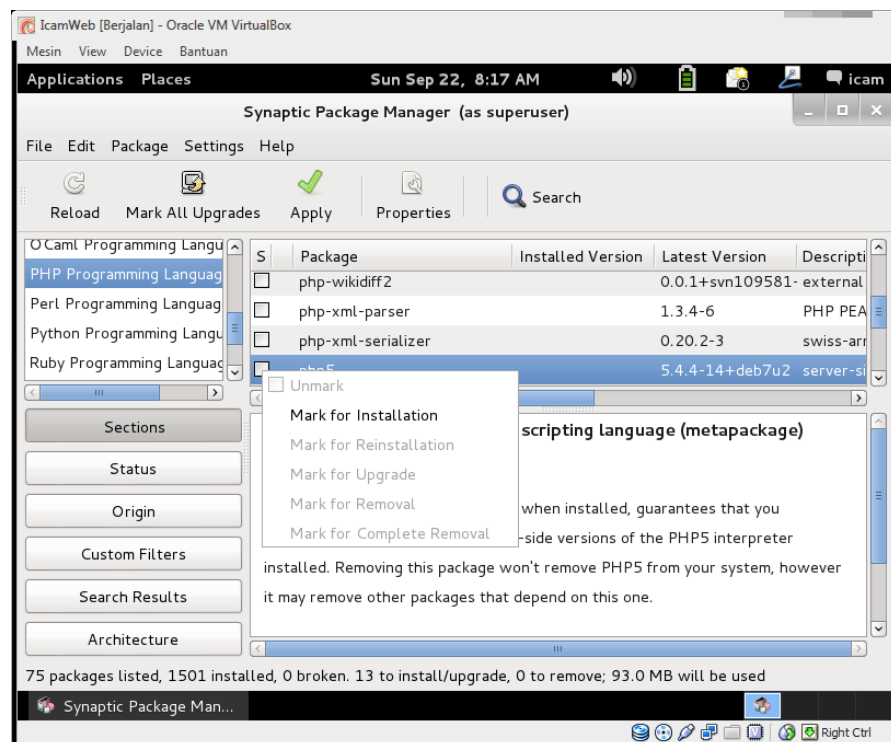 IcamWeb [Berjalan] - Oracle VM VirtualBox
Mesin View Device Bantuan
Applications Places Sun Sep 22, 8:17 AM icam
Synaptic Package Manager (as superuser)
File Edit Package Settings Help
Reload Mark All Upgrades Apply Properties Search
OCaml Programming Langu
PHP Programming Languag
Perl Programming Languag
Python Programming Langu
Ruby Programming Languag
S Package Installed Version Latest Version Descripti
php-wikidiff2 0.0.1+svn109581- external
php-xml-parser 1.3.4-6 PHP PEA
php-xml-serializer 0.20.2-3 swiss-arr
php5 5.4.4-14+deb7u2 server-si
Unmark
Mark for Installation
Mark for Reinstallation
Mark for Upgrade
Mark for Removal
Mark for Complete Removal
Sections
Status
Origin
Custom Filters
Search Results
Architecture
scripting language (metapackage)
when installed, guarantees that you
-side versions of the PHP5 interpreter
installed. Removing this package won't remove PHP5 from your system, however
it may remove other packages that depend on this one.
75 packages listed, 1501 installed, 0 broken. 13 to install/upgrade, 0 to remove; 93.0 MB will be used
Synaptic Package Man...
Right Ctrl